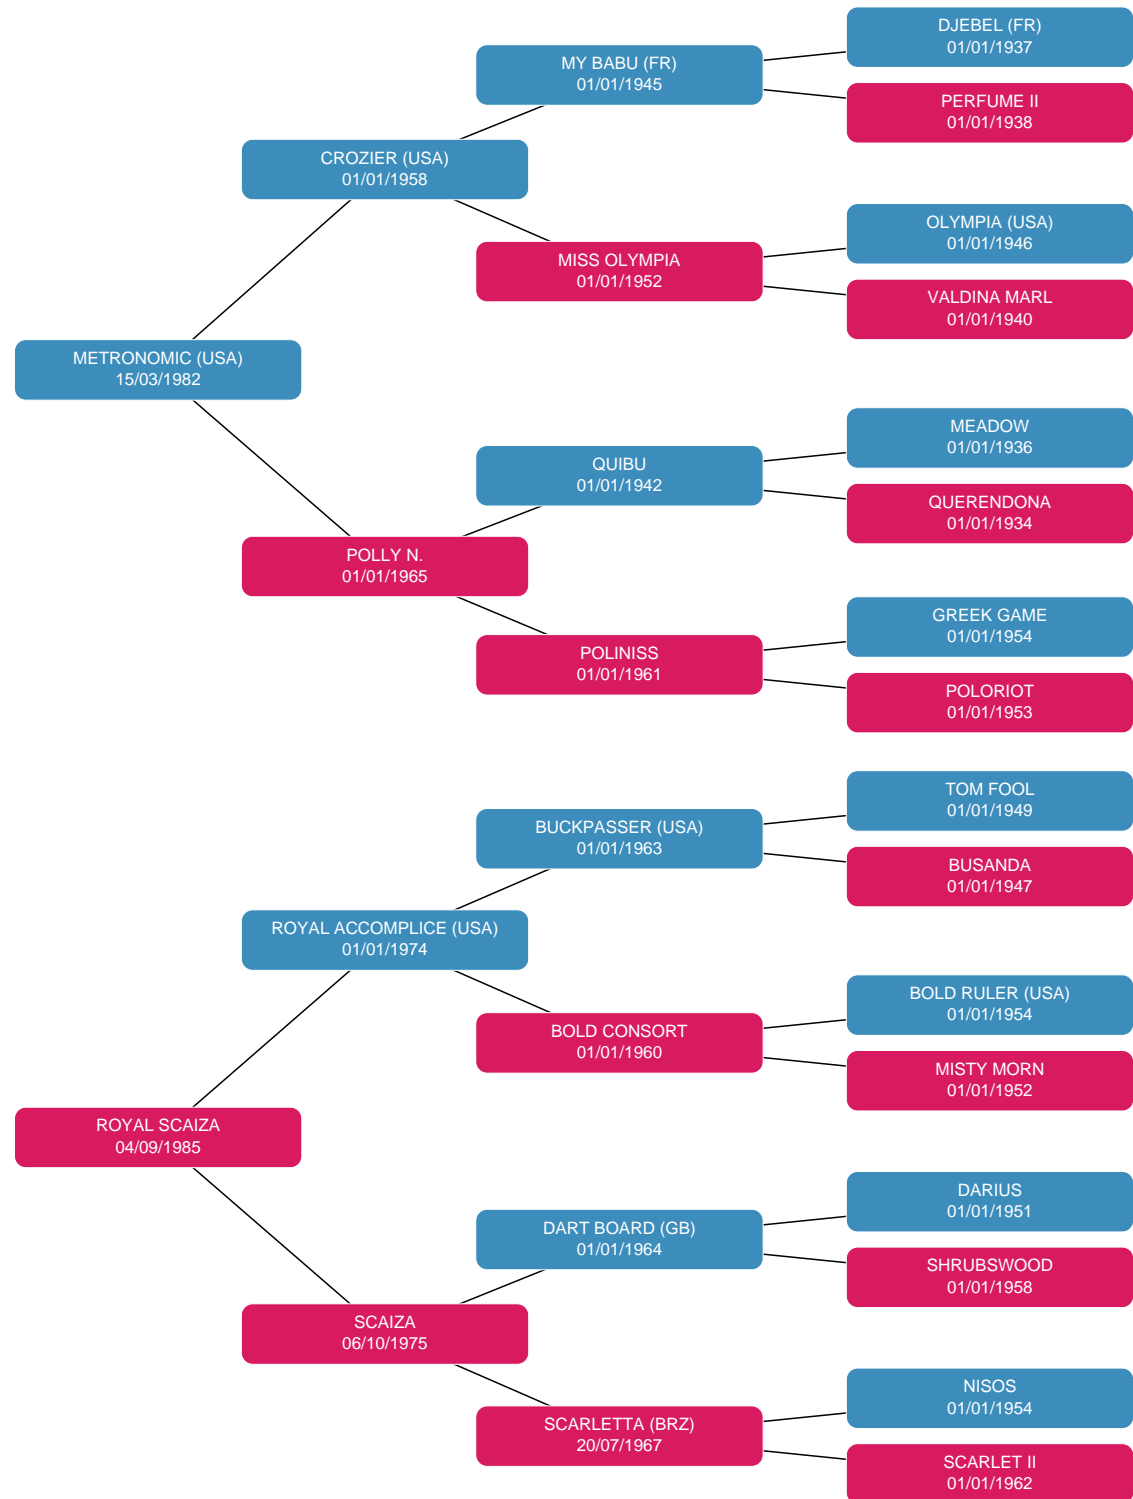 DJEBEL (FR)
01/01/1937
MY BABU (FR)
01/01/1945
PERFUME II
01/01/1938
CROZIER (USA)
01/01/1958
OLYMPIA (USA)
01/01/1946
MISS OLYMPIA
01/01/1952
VALDINA MARL
01/01/1940
METRONOMIC (USA)
15/03/1982
MEADOW
01/01/1936
QUIBU
01/01/1942
QUERENDONA
01/01/1934
POLLY N.
01/01/1965
GREEK GAME
01/01/1954
POLINISS
01/01/1961
POLORIOT
01/01/1953
TOM FOOL
01/01/1949
BUCKPASSER (USA)
01/01/1963
BUSANDA
01/01/1947
ROYAL ACCOMPLICE (USA)
01/01/1974
BOLD RULER (USA)
01/01/1954
BOLD CONSORT
01/01/1960
MISTY MORN
01/01/1952
ROYAL SCAIZA
04/09/1985
DARIUS
01/01/1951
DART BOARD (GB)
01/01/1964
SHRUBSWOOD
01/01/1958
SCAIZA
06/10/1975
NISOS
01/01/1954
SCARLETTA (BRZ)
20/07/1967
SCARLET II
01/01/1962